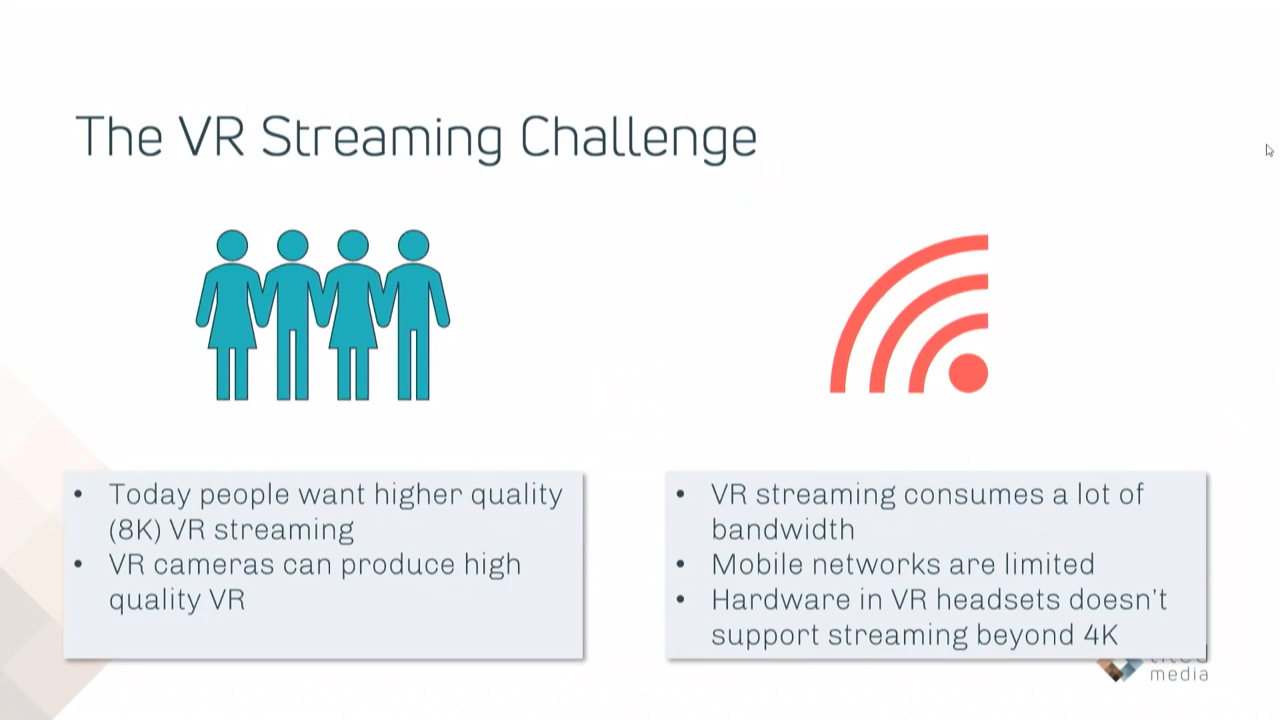 The VR Streaming Challenge
• Today people want higher quality
(8K) VR streaming
• VR cameras can produce high
quality VR
• VR streaming consumes a lot of
bandwidth
• Mobile networks are limited
• Hardware in VR headsets doesn't
support streaming beyond 4K
media